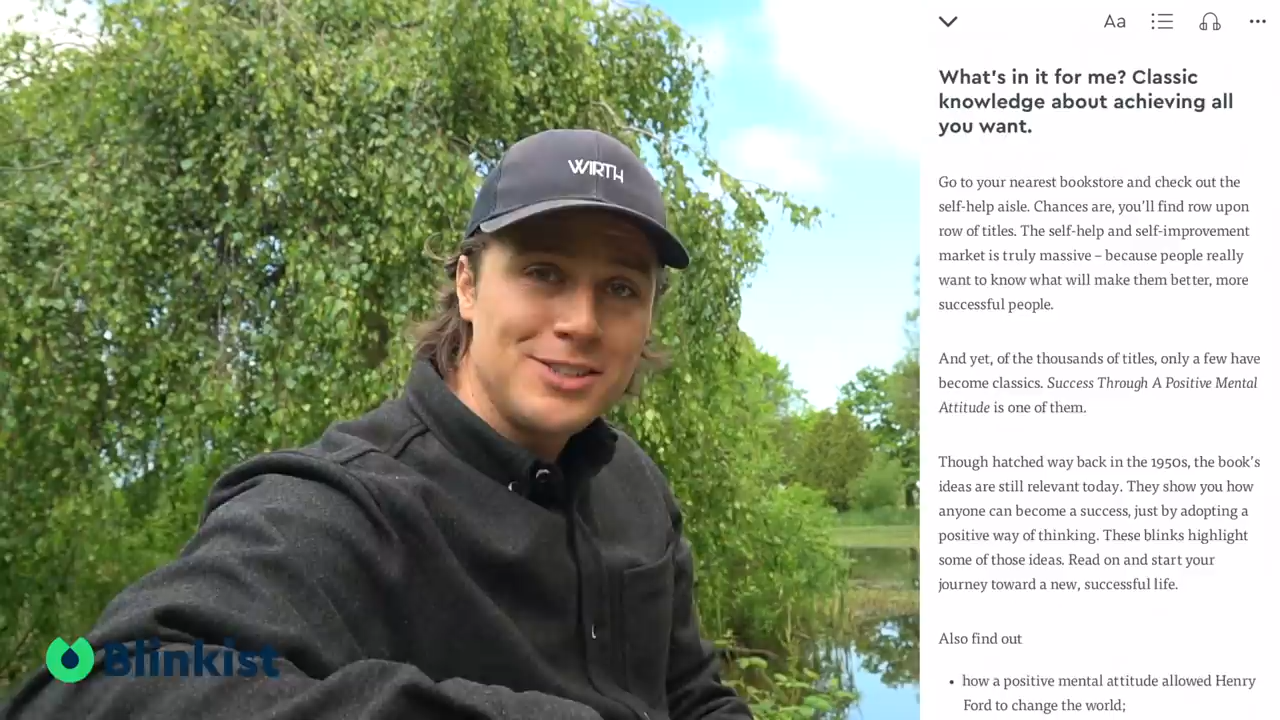 WIRTH
Blinkist
Aa
What's in it for me? Classic
knowledge about achieving all
you want.
Go to your nearest bookstore and check out the
self-help aisle. Chances are, you'll find row upon
row of titles. The self-help and self-improvement
market is truly massive – because people really
want to know what will make them better, more
successful people.
And yet, of the thousands of titles, only a few have
become classics. Success Through A Positive Mental
Attitude is one of them.
Though hatched way back in the 1950s, the book's
ideas are still relevant today. They show you how
anyone can become a success, just by adopting a
positive way of thinking. These blinks highlight
some of those ideas. Read on and start your
journey toward a new, successful life.
Also find out
• how a positive mental attitude allowed Henry
Ford to change the world;